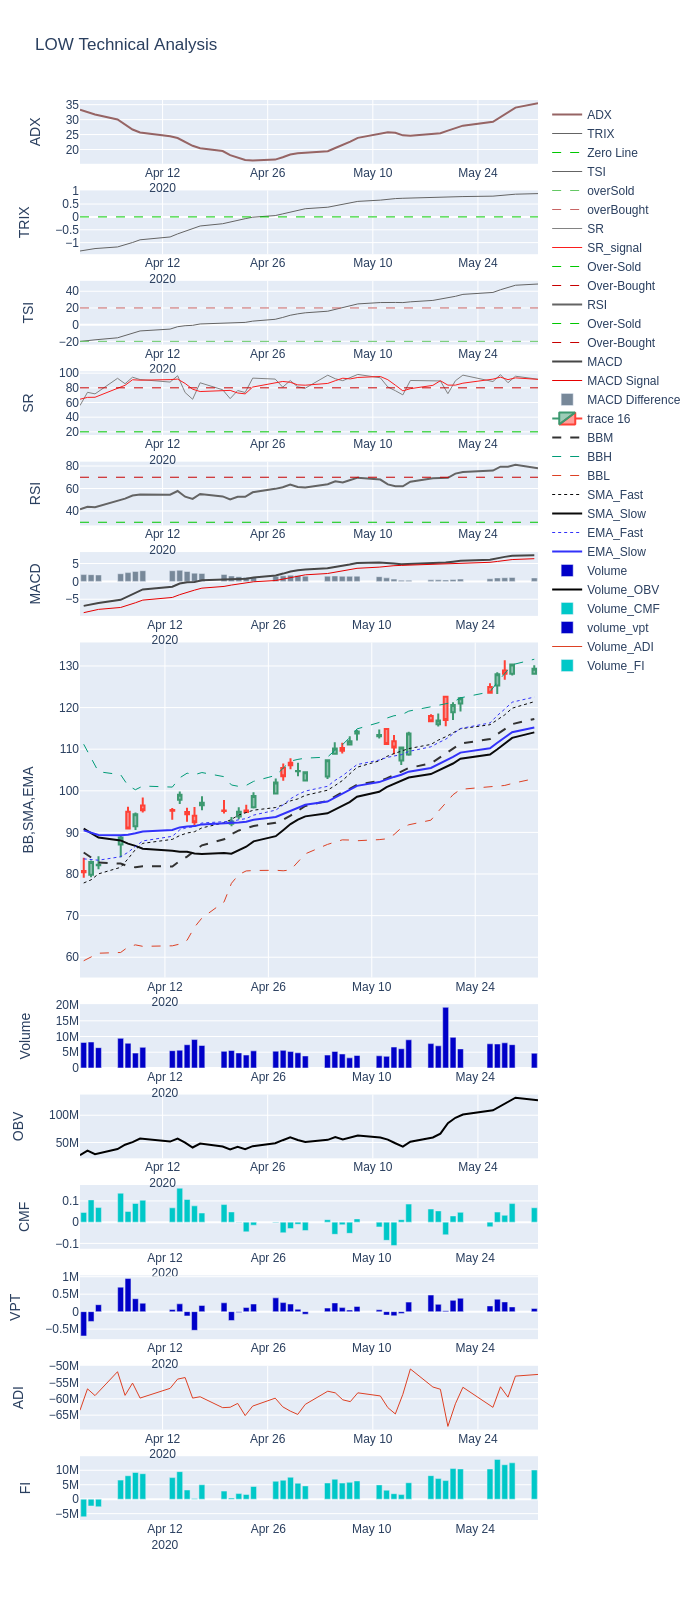 LOW Technical Analysis
ADX
35
30
25
20
Apr 12
2020
Apr 26
May 10
May 24
TRIX
1
0.5
0
−0.5
−1
Apr 12
2020
Apr 26
May 10
May 24
TSI
40
20
0
−20
Apr 12
2020
Apr 26
May 10
May 24
SR
100
80
60
40
20
Apr 12
2020
Apr 26
May 10
May 24
RSI
80
60
40
Apr 12
2020
Apr 26
May 10
May 24
MACD
5
0
−5
Apr 12
2020
Apr 26
May 10
May 24
BB,SMA,EMA
130
120
110
100
90
80
70
60
Apr 12
2020
Apr 26
May 10
May 24
Volume
20M
15M
10M
5M
0
Apr 12
2020
Apr 26
May 10
May 24
OBV
100M
50M
Apr 12
2020
Apr 26
May 10
May 24
CMF
0.1
0
−0.1
Apr 12
2020
Apr 26
May 10
May 24
VPT
1M
0.5M
0
−0.5M
Apr 12
2020
Apr 26
May 10
May 24
ADI
−50M
−55M
−60M
−65M
Apr 12
2020
Apr 26
May 10
May 24
FI
10M
5M
0
−5M
Apr 12
2020
Apr 26
May 10
May 24
ADX
TRIX
Zero Line
TSI
overSold
overBought
SR
SR_signal
Over-Sold
Over-Bought
RSI
Over-Sold
Over-Bought
MACD
MACD Signal
MACD Difference
trace 16
BBM
BBH
BBL
SMA_Fast
SMA_Slow
EMA_Fast
EMA_Slow
Volume
Volume_OBV
Volume_CMF
volume_vpt
Volume_ADI
Volume_FI